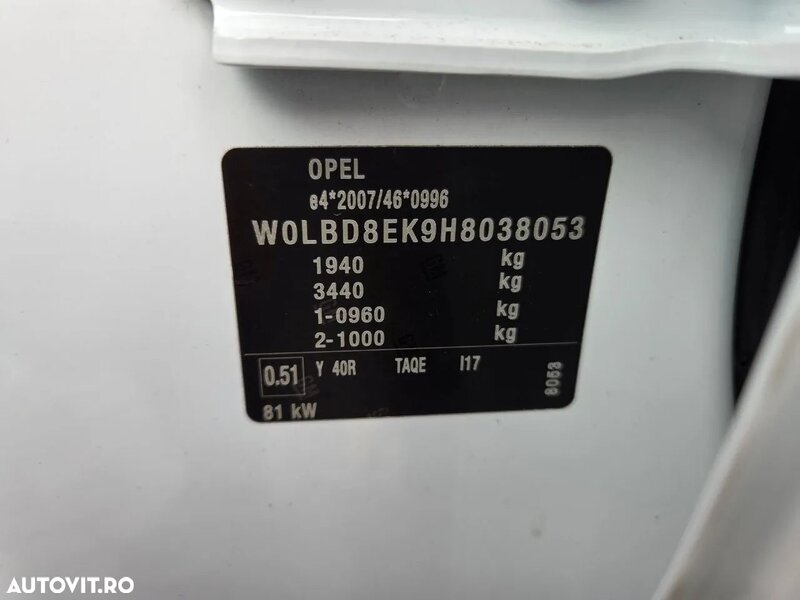 OPEL
e4*2007/46*0996
W0LBD8EK9H8038053
1940 kg
3440 kg
1-0960 kg
2-1000 kg
0.51 Y 40R TAQE I17
8053
81 kW
AUTOVIT.RO